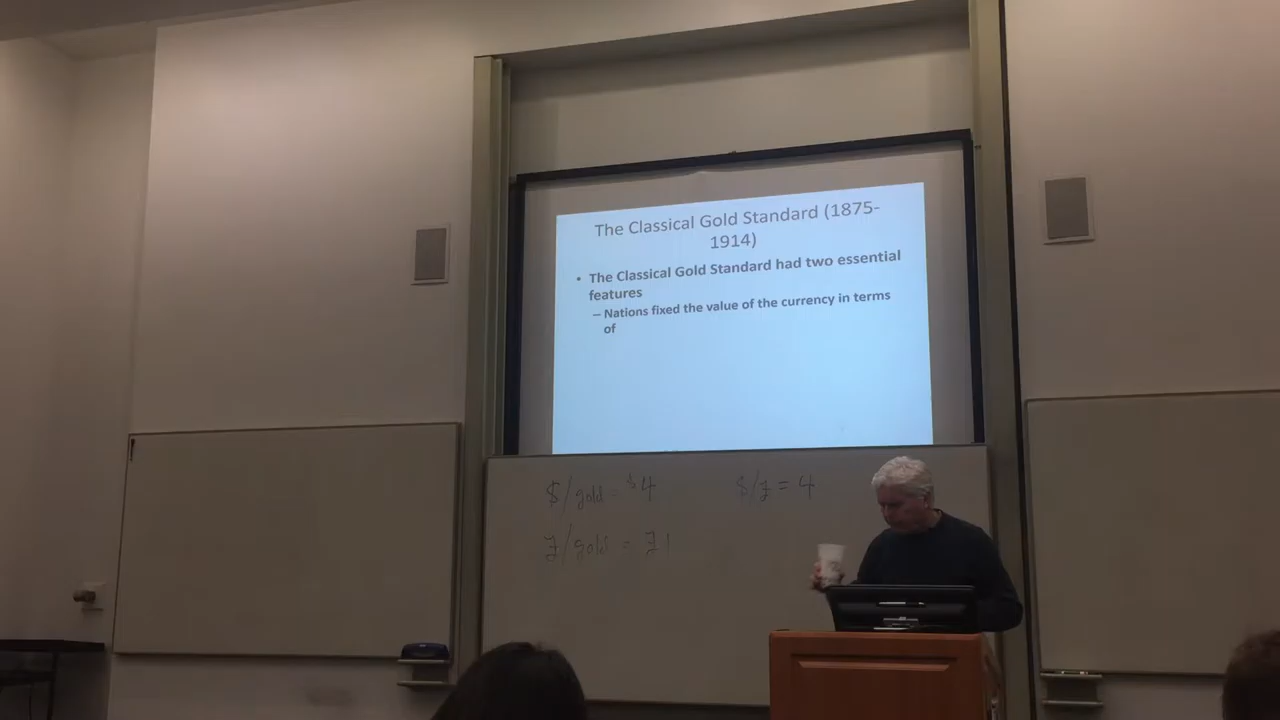 The Classical Gold Standard (1875-
1914)
• The Classical Gold Standard had two essential
features
– Nations fixed the value of the currency in terms
of
$/gold = $4
$/£ = 4
£/gold = £1